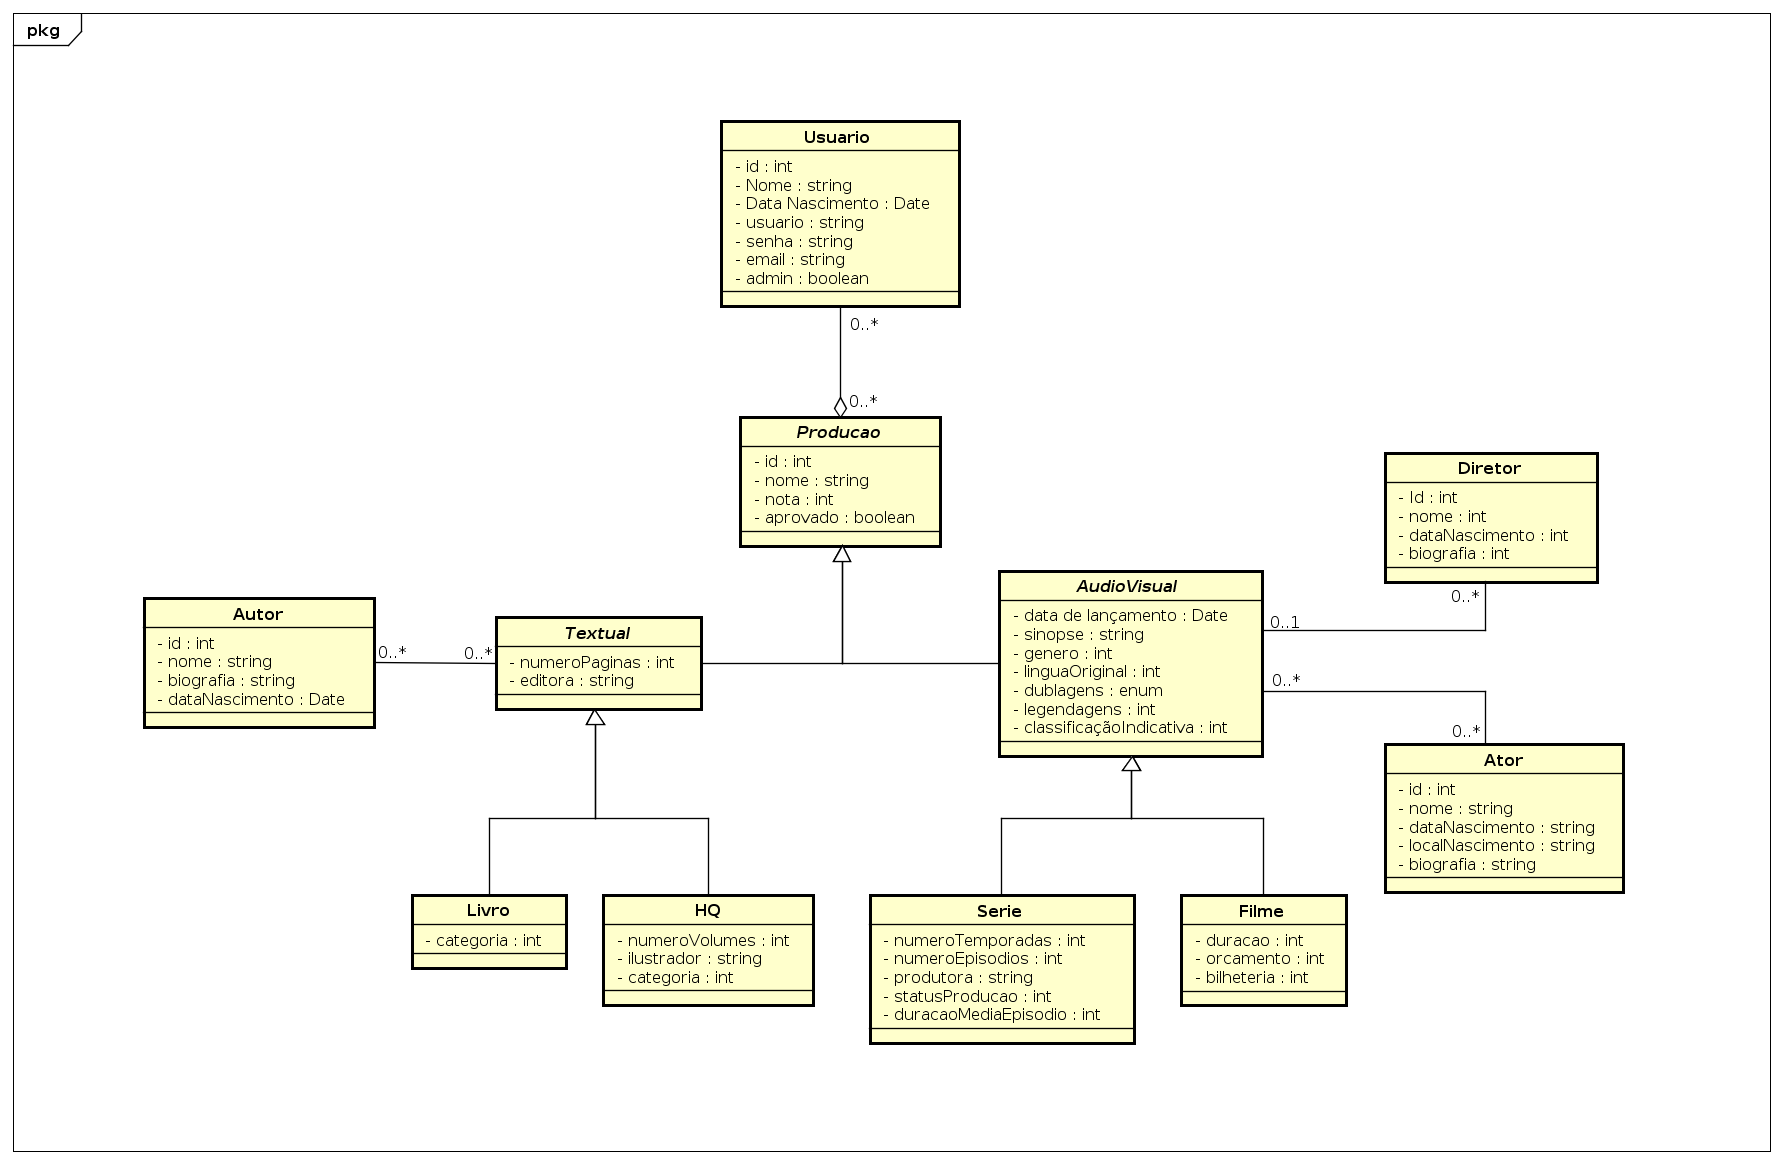 pkg
Usuario
- id : int
- Nome : string
- Data Nascimento : Date
- usuario : string
- senha : string
- email : string
- admin : boolean
0..*
0..*
Producao
- id : int
- nome : string
- nota : int
- aprovado : boolean
Diretor
- Id : int
- nome : int
- dataNascimento : int
- biografia : int
0..*
0..1
AudioVisual
- data de lançamento : Date
- sinopse : string
- genero : int
- linguaOriginal : int
- dublagens : enum
- legendagens : int
- classificaçãoIndicativa : int
0..*
0..*
Autor
- id : int
- nome : string
- biografia : string
- dataNascimento : Date
0..*
0..*
Textual
- numeroPaginas : int
- editora : string
Ator
- id : int
- nome : string
- dataNascimento : string
- localNascimento : string
- biografia : string
Livro
- categoria : int
HQ
- numeroVolumes : int
- ilustrador : string
- categoria : int
Serie
- numeroTemporadas : int
- numeroEpisodios : int
- produtora : string
- statusProducao : int
- duracaoMediaEpisodio : int
Filme
- duracao : int
- orcamento : int
- bilheteria : int